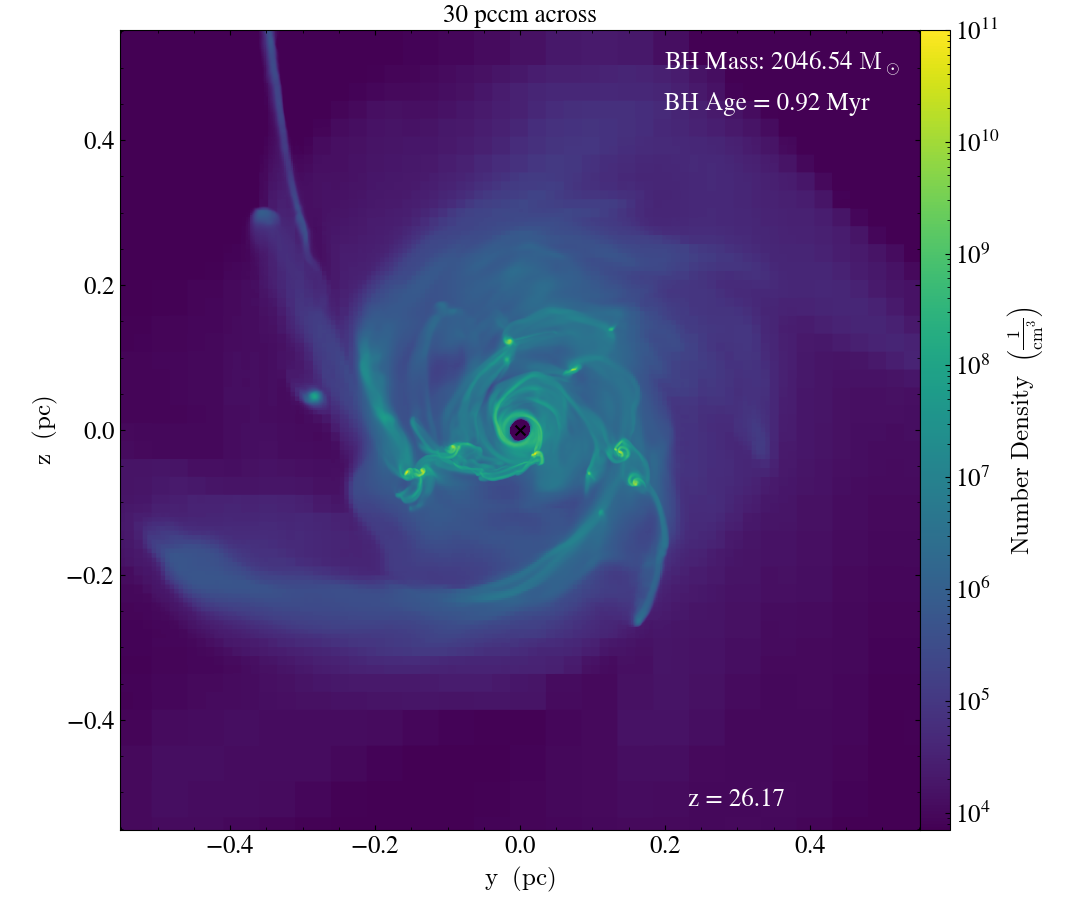 30 pccm across
BH Mass: 2046.54 M⊙
BH Age = 0.92 Myr
z = 26.17
0.4
0.2
0.0
−0.2
−0.4
z (pc)
−0.4 −0.2 0.0 0.2 0.4
y (pc)
10¹¹
10¹⁰
10⁹
10⁸
10⁷
10⁶
10⁵
10⁴
Number Density (1/cm³)